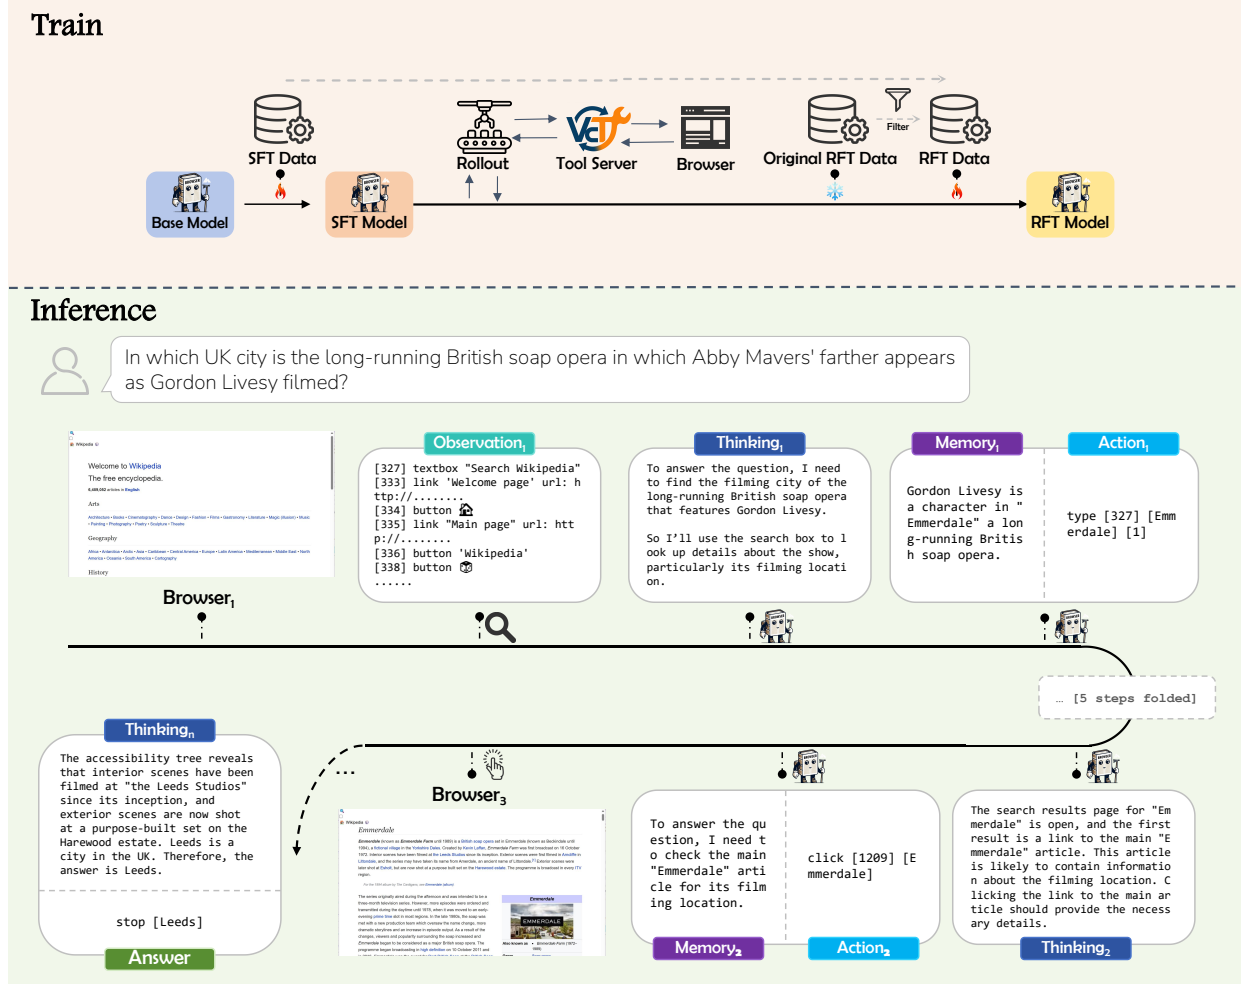 Train
SFT Data
Rollout
VCT
Tool Server
Browser
Original RFT Data
Filter
RFT Data
Base Model
SFT Model
RFT Model
Inference
In which UK city is the long-running British soap opera in which Abby Mavers' farther appears
as Gordon Livesy filmed?
Wikipedia
Welcome to Wikipedia
The free encyclopedia.
Arts
Geography
History
Browser1
Observation1
[327] textbox "Search Wikipedia"
[333] link 'Welcome page' url: h
ttp://........
[334] button
[335] link "Main page" url: htt
p://........
[336] button 'Wikipedia'
[338] button
......
Thinking1
To answer the question, I need
to find the filming city of the
long-running British soap opera
that features Gordon Livesy.
So I'll use the search box to l
ook up details about the show,
particularly its filming locati
on.
Memory1
Gordon Livesy is
a character in "
Emmerdale" a lon
g-running Britis
h soap opera.
Action1
type [327] [Emm
erdale] [1]
… [5 steps folded]
The search results page for "Em
merdale" is open, and the first
result is a link to the main "E
mmerdale" article. This article
is likely to contain informatio
n about the filming location. C
licking the link to the main ar
ticle should provide the necess
ary details.
Thinking2
To answer the qu
estion, I need t
o check the main
"Emmerdale" arti
cle for its film
ing location.
Memory2
click [1209] [E
mmerdale]
Action2
Browser3
Wikipedia
Emmerdale
Emmerdale
EMMERDALE
...
Thinkingn
The accessibility tree reveals
that interior scenes have been
filmed at "the Leeds Studios"
since its inception, and
exterior scenes are now shot
at a purpose-built set on the
Harewood estate. Leeds is a
city in the UK. Therefore, the
answer is Leeds.
stop [Leeds]
Answer